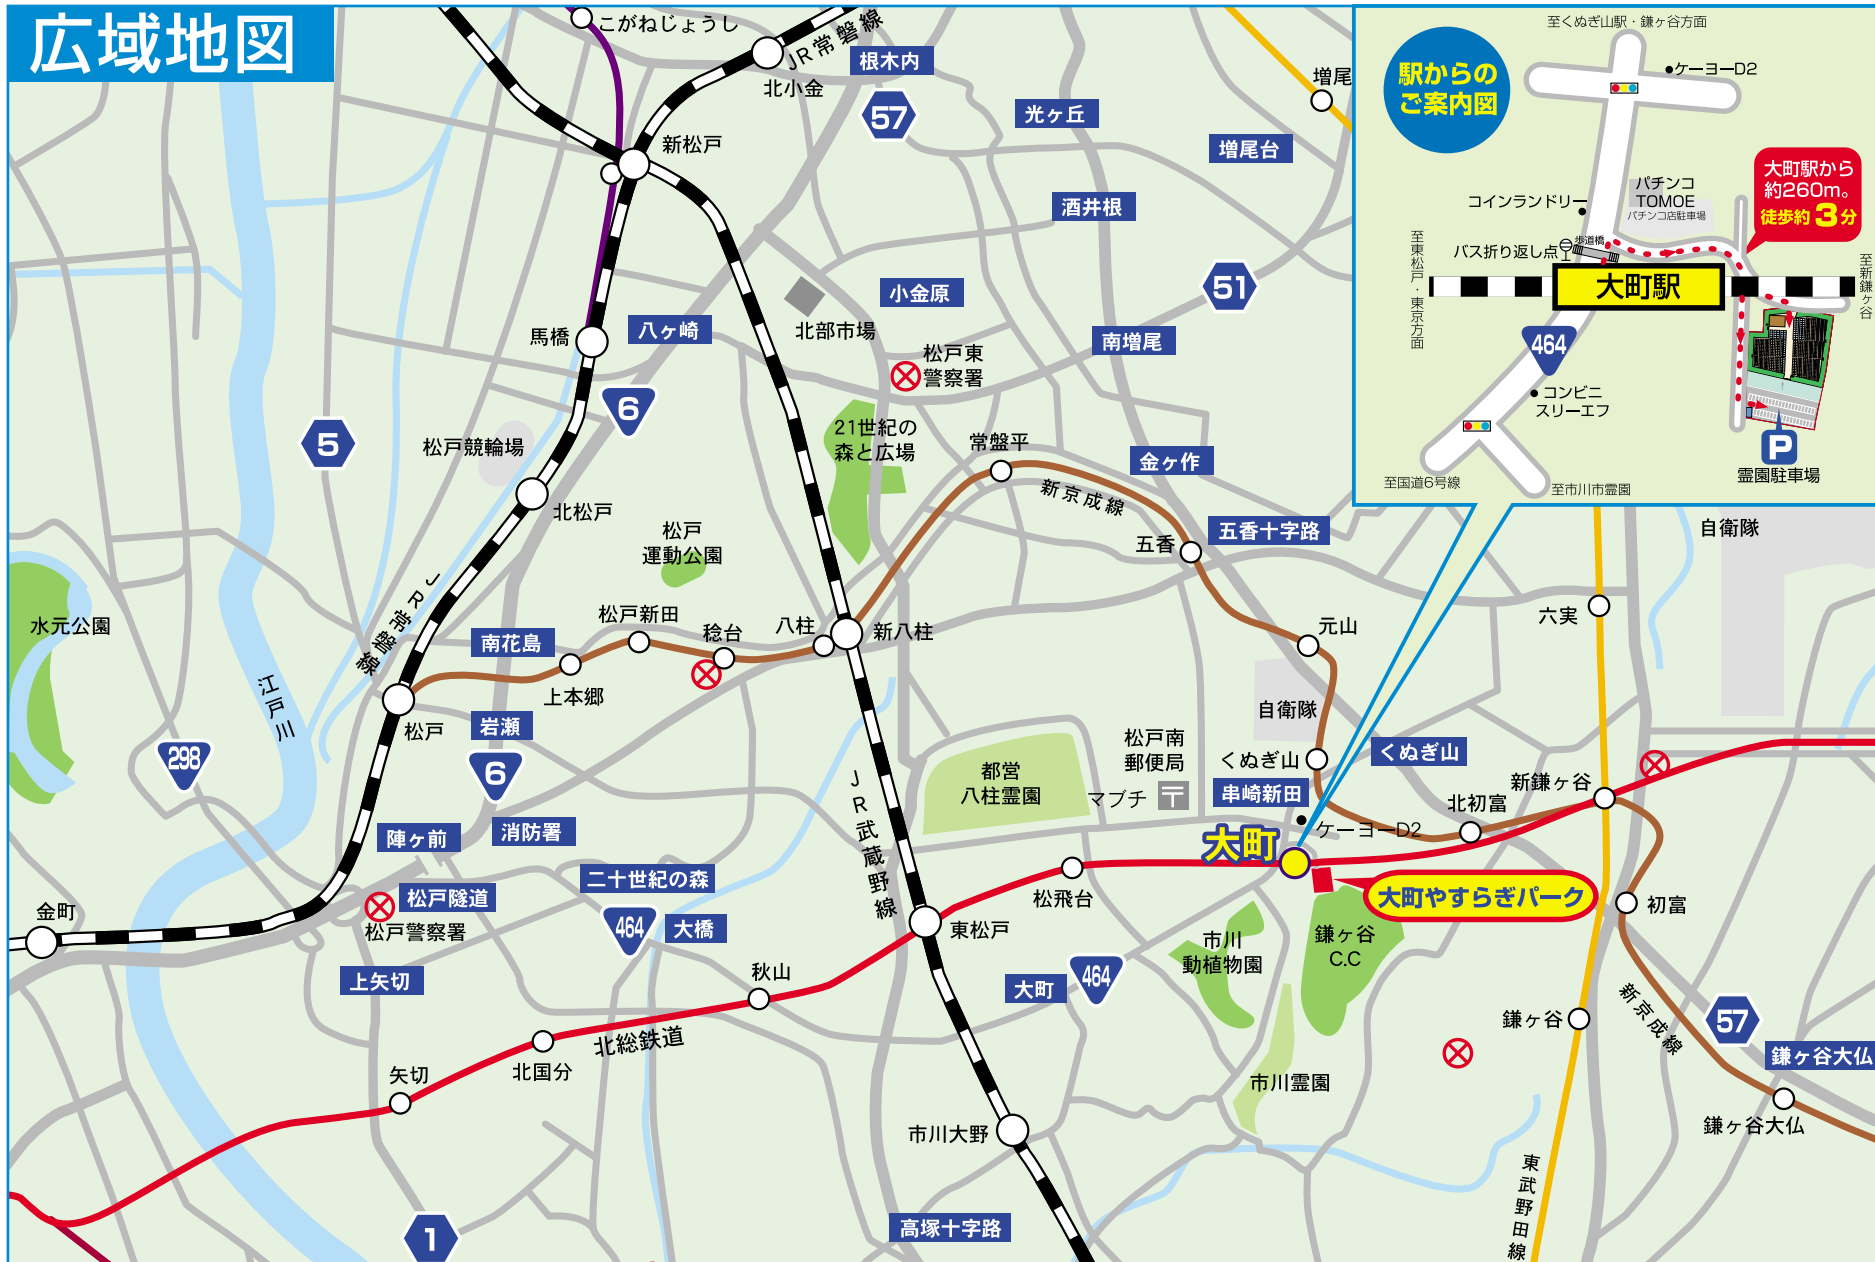 広域地図
こがねじょうし
JR常磐線
北小金
根木内
57
光ヶ丘
増尾
増尾台
新松戸
酒井根
51
小金原
北部市場
馬橋
八ヶ崎
南増尾
松戸東
警察署
6
5
松戸競輪場
21世紀の
森と広場
常盤平
金ヶ作
新京成線
北松戸
松戸
運動公園
五香
五香十字路
自衛隊
水元公園
JR常磐線
松戸新田
稔台
八柱
新八柱
南花島
上本郷
元山
六実
江戸川
松戸
岩瀬
自衛隊
298
6
JR武蔵野線
都営
八柱霊園
松戸南
郵便局
マブチ
くぬぎ山
くぬぎ山
串崎新田
新鎌ヶ谷
北初富
ケーヨーD2
陣ヶ前
消防署
大町
二十世紀の森
松戸隧道
松飛台
大町やすらぎパーク
初富
金町
松戸警察署
464
大橋
東松戸
市川
動植物園
鎌ヶ谷
C.C
上矢切
秋山
大町
464
新京成線
鎌ヶ谷
57
北総鉄道
北国分
矢切
鎌ヶ谷大仏
市川霊園
鎌ヶ谷大仏
市川大野
東武野田線
高塚十字路
1
駅からの
ご案内図
至くぬぎ山駅・鎌ヶ谷方面
ケーヨーD2
大町駅から
約260m。
徒歩約3分
パチンコ
TOMOE
パチンコ店駐車場
コインランドリー
歩道橋
バス折り返し点
至東松戸・東京方面
大町駅
至新鎌ヶ谷
464
コンビニ
スリーエフ
P
霊園駐車場
至国道6号線
至市川市霊園